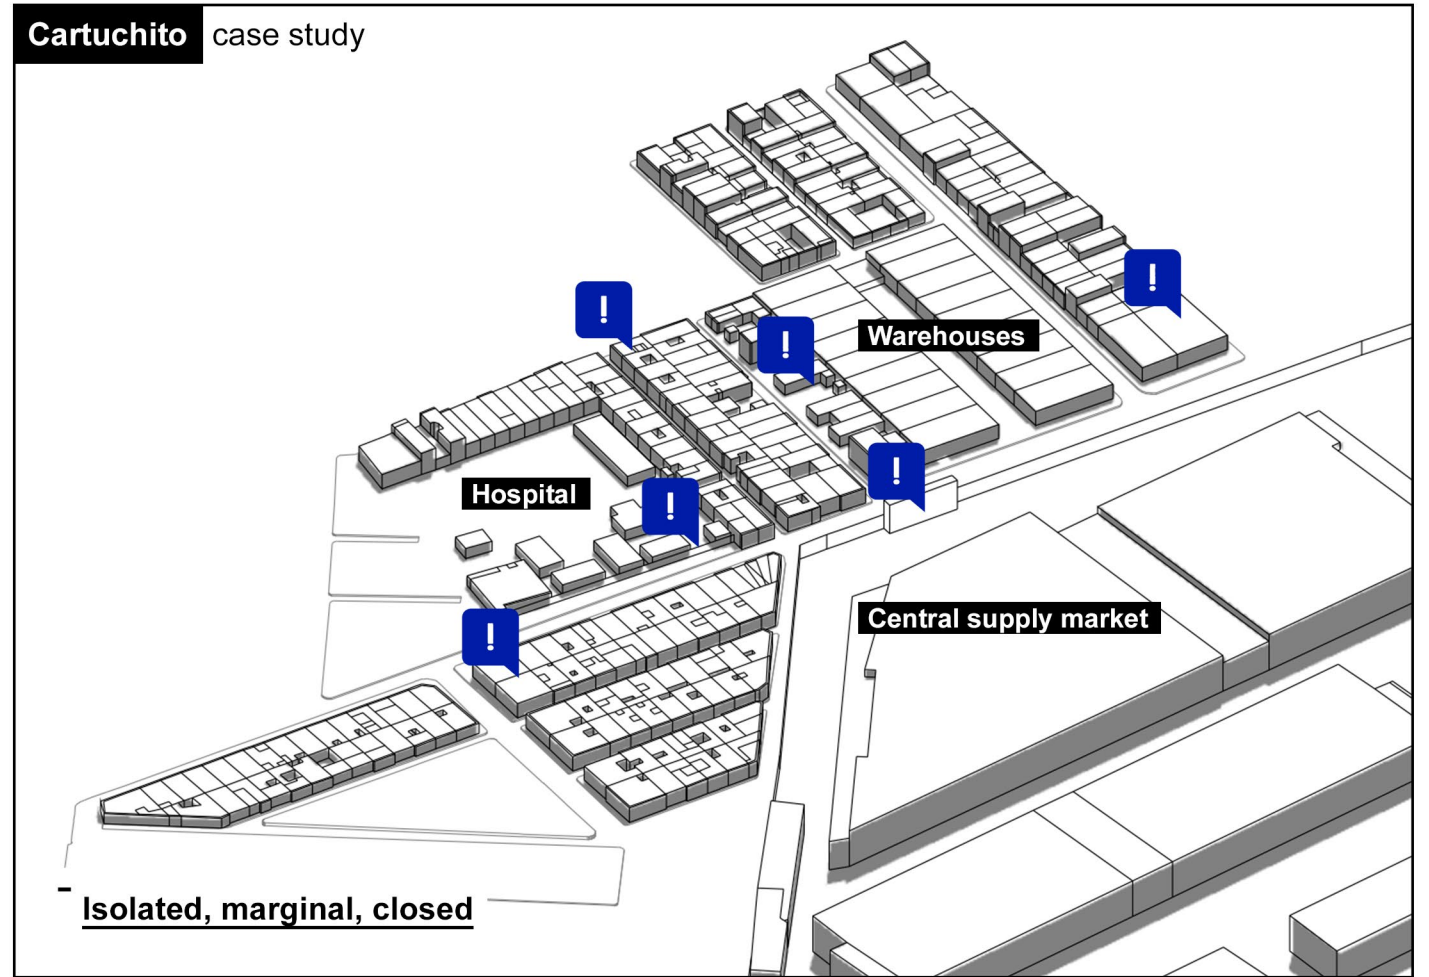 Cartuchito case study
!
!
!
Warehouses
!
Hospital
!
Central supply market
!
- Isolated, marginal, closed